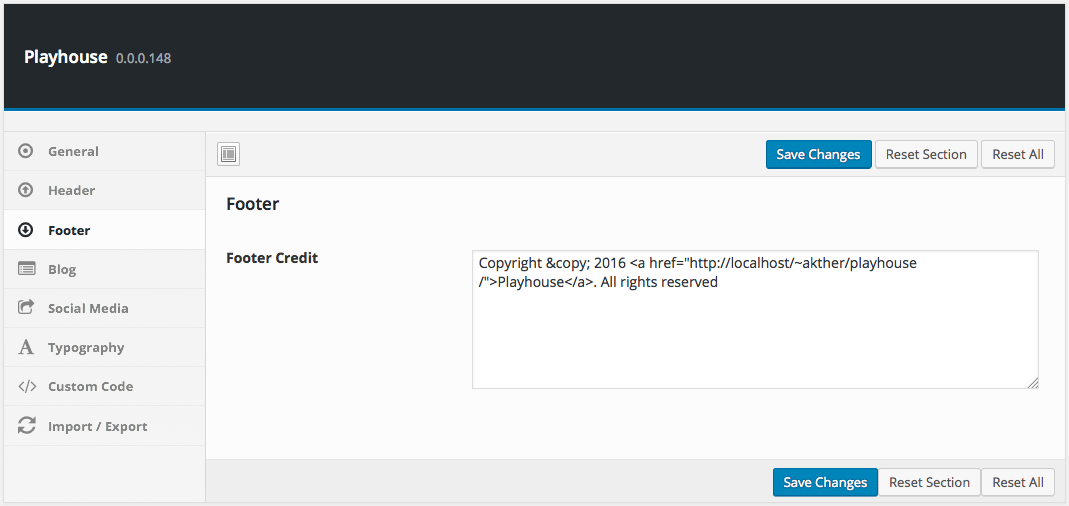 Playhouse 0.0.0.148
General
Header
Footer
Blog
Social Media
Typography
Custom Code
Import / Export
Save Changes Reset Section Reset All
Footer
Footer Credit
Copyright &copy; 2016 <a href="http://localhost/~akther/playhouse
/">Playhouse</a>. All rights reserved
Save Changes Reset Section Reset All